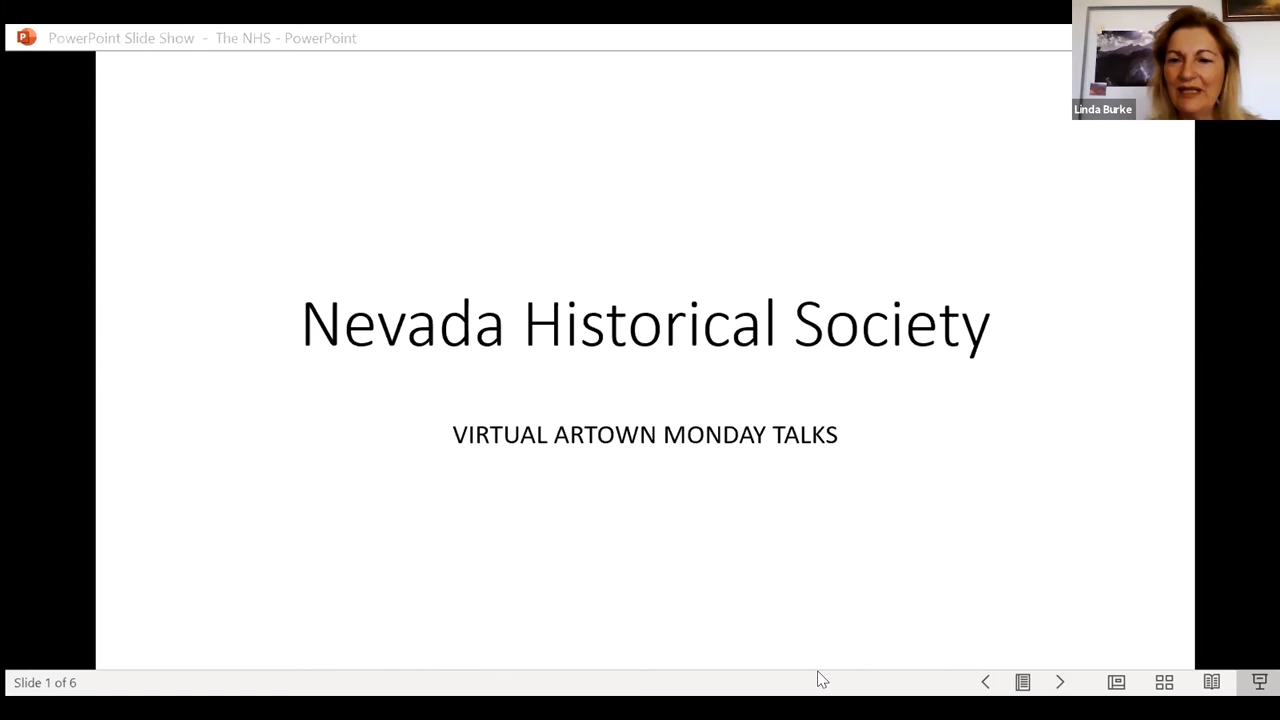 PowerPoint Slide Show - The NHS - PowerPoint
Linda Burke
Nevada Historical Society
VIRTUAL ARTOWN MONDAY TALKS
Slide 1 of 6